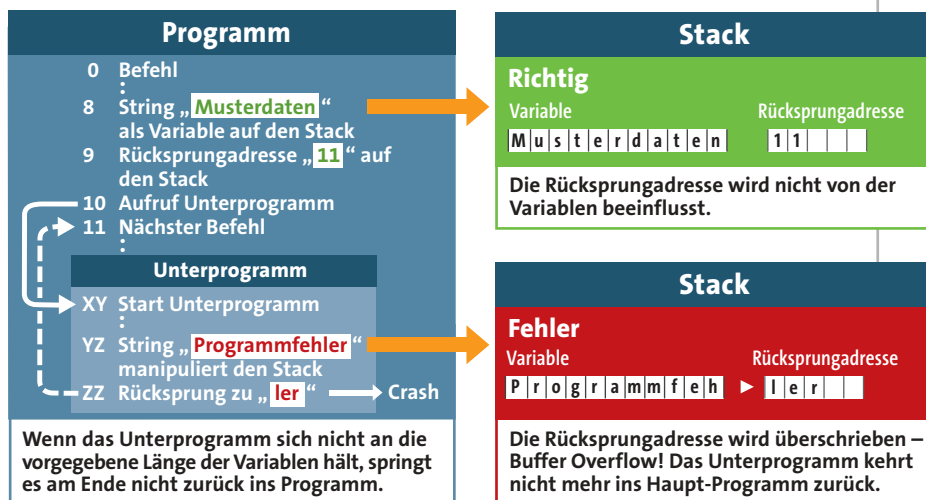 Programm
0 Befehl
⋮
8 String „Musterdaten“
als Variable auf den Stack
9 Rücksprungadresse „11“ auf
den Stack
10 Aufruf Unterprogramm
11 Nächster Befehl
⋮
Unterprogramm
XY Start Unterprogramm
⋮
YZ String „Programmfehler“
manipuliert den Stack
ZZ Rücksprung zu „ler“ Crash
Wenn das Unterprogramm sich nicht an die
vorgegebene Länge der Variablen hält, springt
es am Ende nicht zurück ins Programm.
Stack
Richtig
Variable Rücksprungadresse
Musterdaten 11
Die Rücksprungadresse wird nicht von der
Variablen beeinflusst.
Stack
Fehler
Variable Rücksprungadresse
Programmfeh ler
Die Rücksprungadresse wird überschrieben –
Buffer Overflow! Das Unterprogramm kehrt
nicht mehr ins Haupt-Programm zurück.